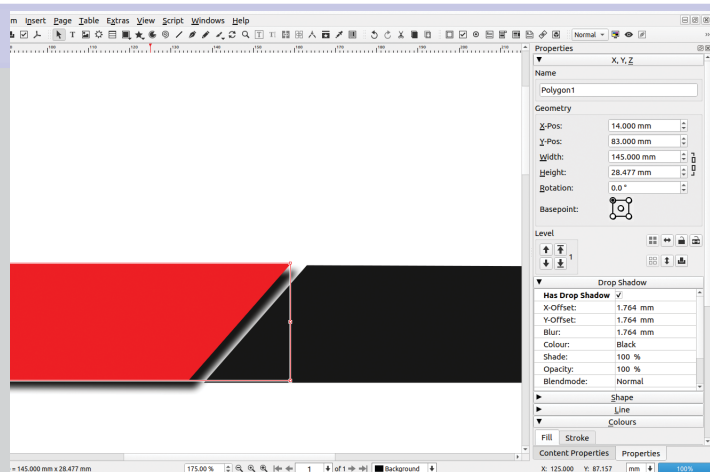 m Insert Page Table Extras View Script Windows Help
Normal
Properties
X, Y, Z
Name
Polygon1
Geometry
X-Pos: 14.000 mm
Y-Pos: 83.000 mm
Width: 145.000 mm
Height: 28.477 mm
Rotation: 0.0 °
Basepoint:
Level
1
Drop Shadow
Has Drop Shadow
X-Offset: 1.764 mm
Y-Offset: 1.764 mm
Blur: 1.764 mm
Colour: Black
Shade: 100 %
Opacity: 100 %
Blendmode: Normal
Shape
Line
Colours
Fill Stroke
Content Properties Properties
= 145.000 mm x 28.477 mm 175.00 % 1 of 1 Background X: 125.000 Y: 87.157 mm 100%